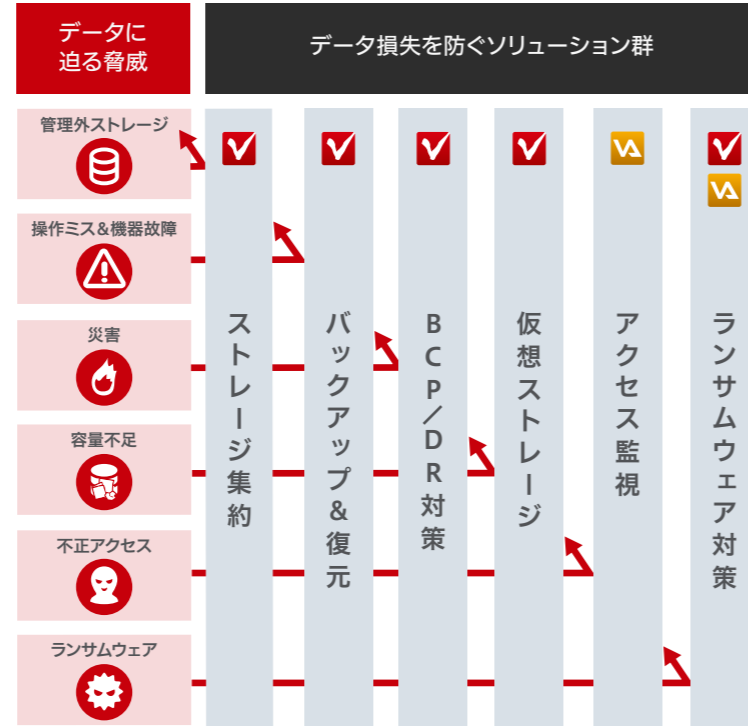 データに
迫る脅威
データ損失を防ぐソリューション群
管理外ストレージ
操作ミス&機器故障
災害
容量不足
不正アクセス
ランサムウェア
ストレージ集約
バックアップ&復元
BCP/DR対策
仮想ストレージ
アクセス監視
ランサムウェア対策